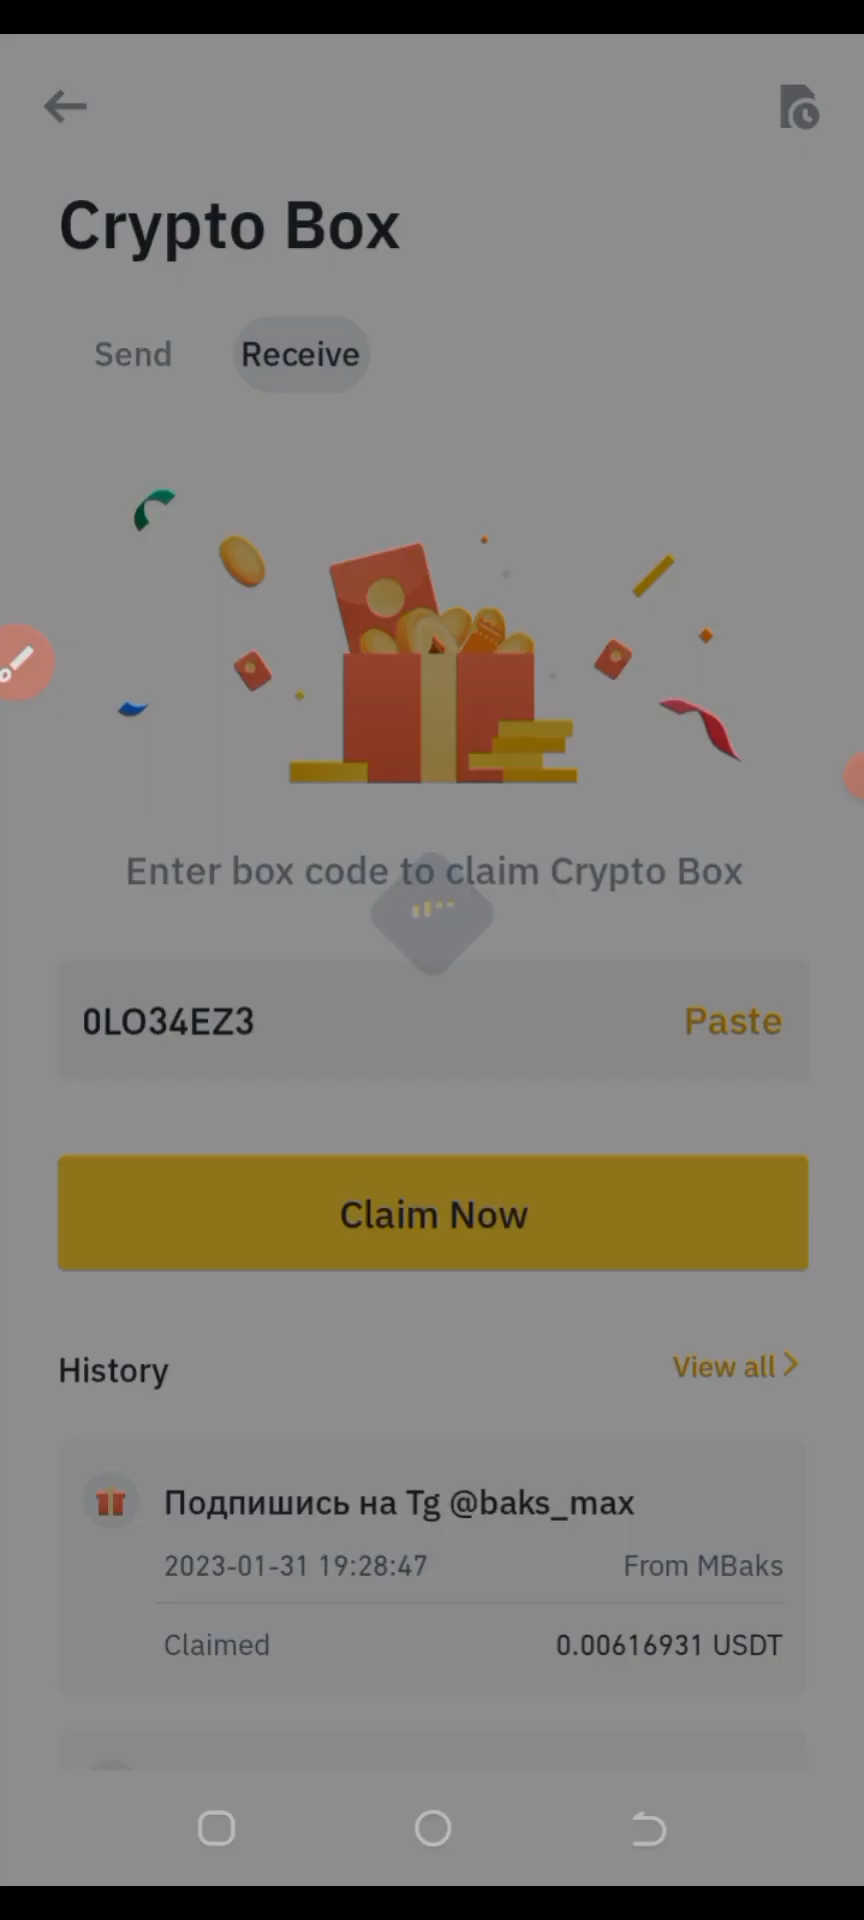 Crypto Box
Send Receive
Enter box code to claim Crypto Box
0LO34EZ3 Paste
Claim Now
History View all
Подпишись на Tg @baks_max
2023-01-31 19:28:47 From MBaks
Claimed 0.00616931 USDT